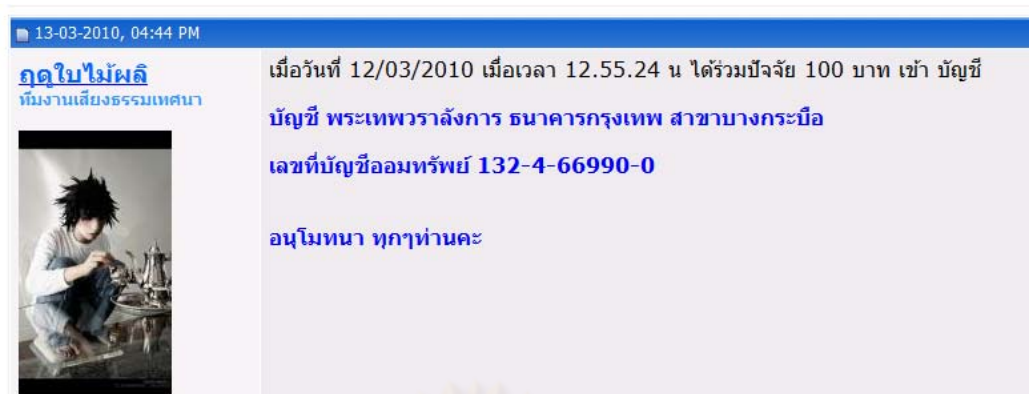 13-03-2010, 04:44 PM
ฤดูใบไม้ผลิ
ทีมงานเสียงธรรมเทศนา
เมื่อวันที่ 12/03/2010 เมื่อเวลา 12.55.24 น ได้ร่วมปัจจัย 100 บาท เข้า บัญชี
บัญชี พระเทพวราลังการ ธนาคารกรุงเทพ สาขาบางกระบือ
เลขที่บัญชีออมทรัพย์ 132-4-66990-0
อนุโมทนา ทุกๆท่านคะ